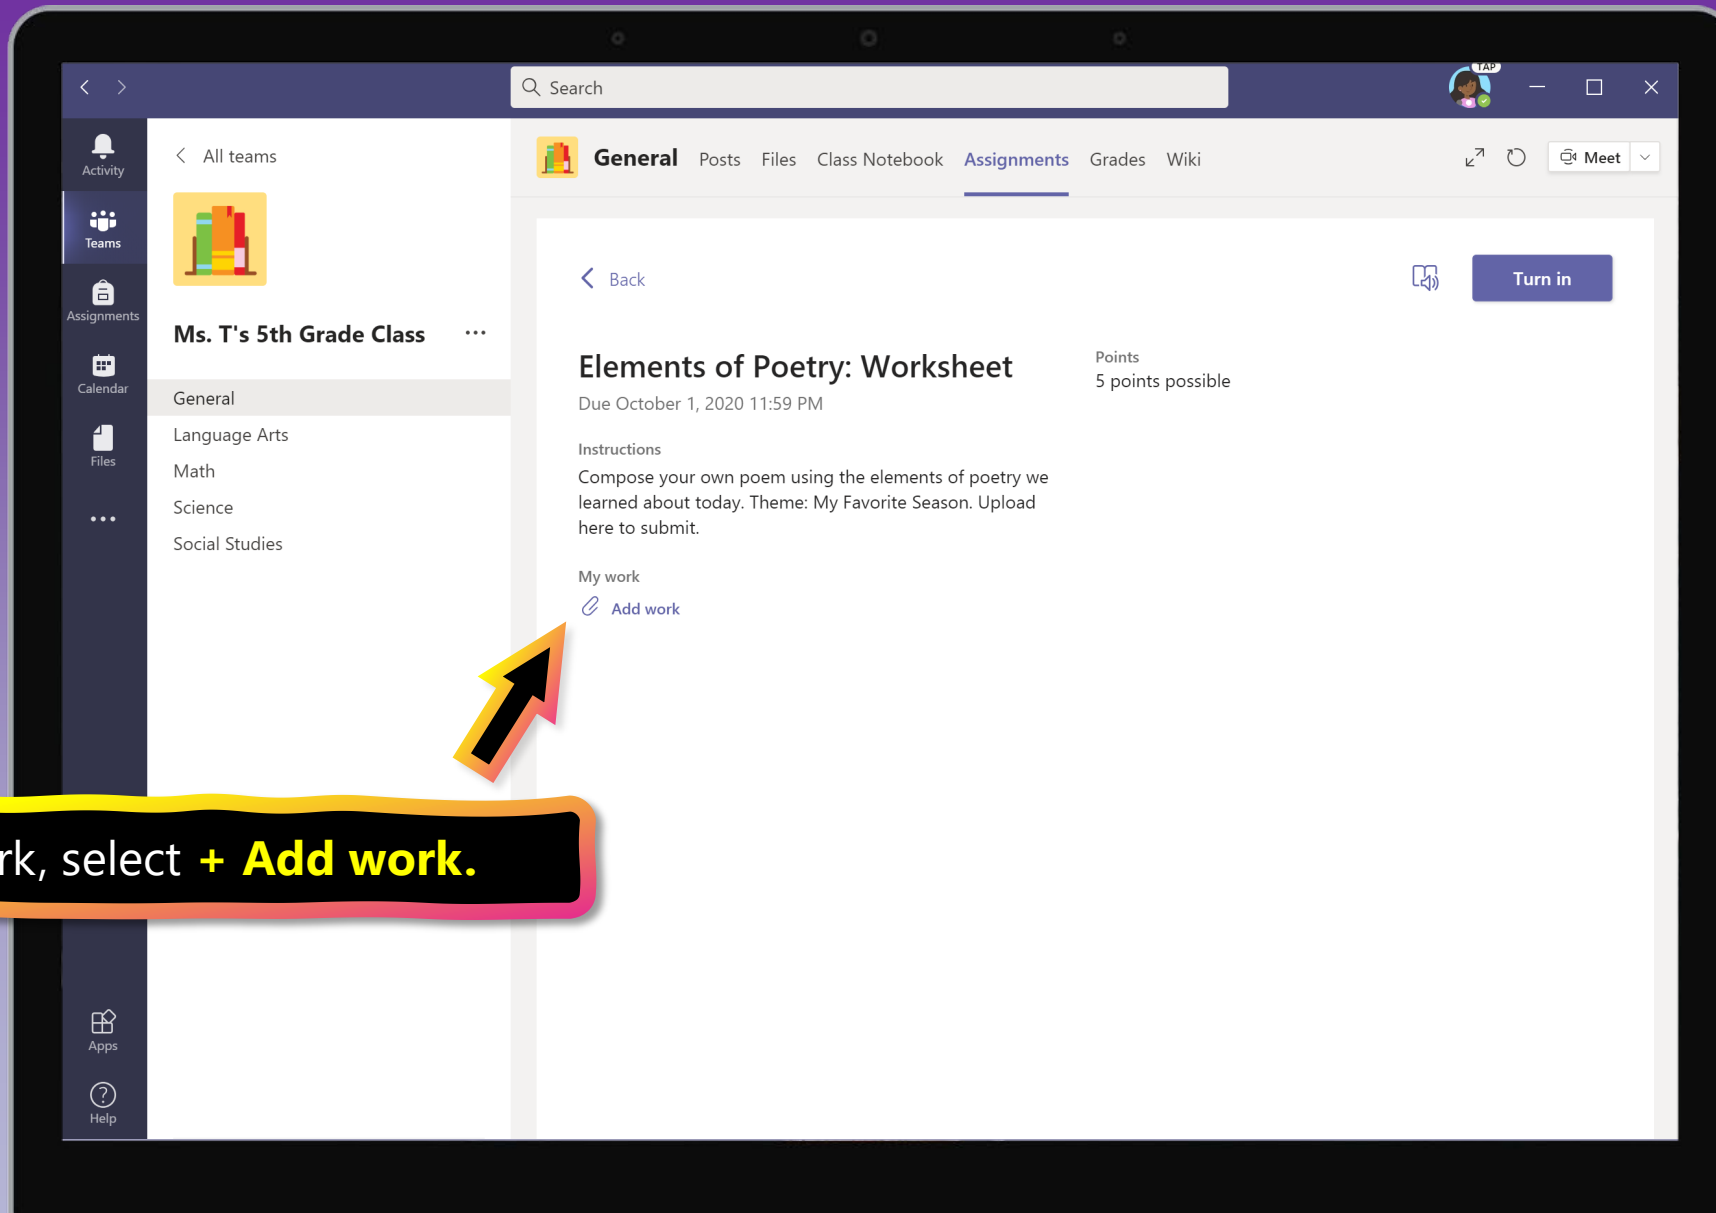 Search
TAP
Activity
Teams
Assignments
Calendar
Files
Apps
Help
All teams
Ms. T's 5th Grade Class
General
Language Arts
Math
Science
Social Studies
General Posts Files Class Notebook Assignments Grades Wiki
Meet
Back
Turn in
Elements of Poetry: Worksheet
Due October 1, 2020 11:59 PM
Points
5 points possible
Instructions
Compose your own poem using the elements of poetry we
learned about today. Theme: My Favorite Season. Upload
here to submit.
My work
Add work
rk, select + Add work.